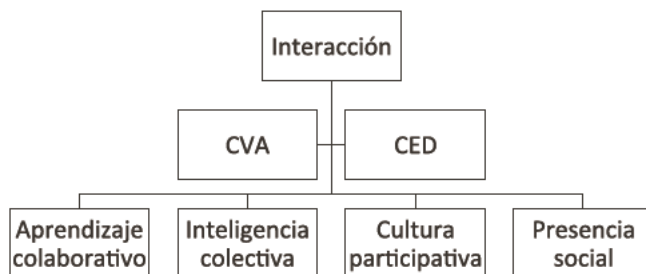 Interacción
CVA
CED
Aprendizaje
colaborativo
Inteligencia
colectiva
Cultura
participativa
Presencia
social